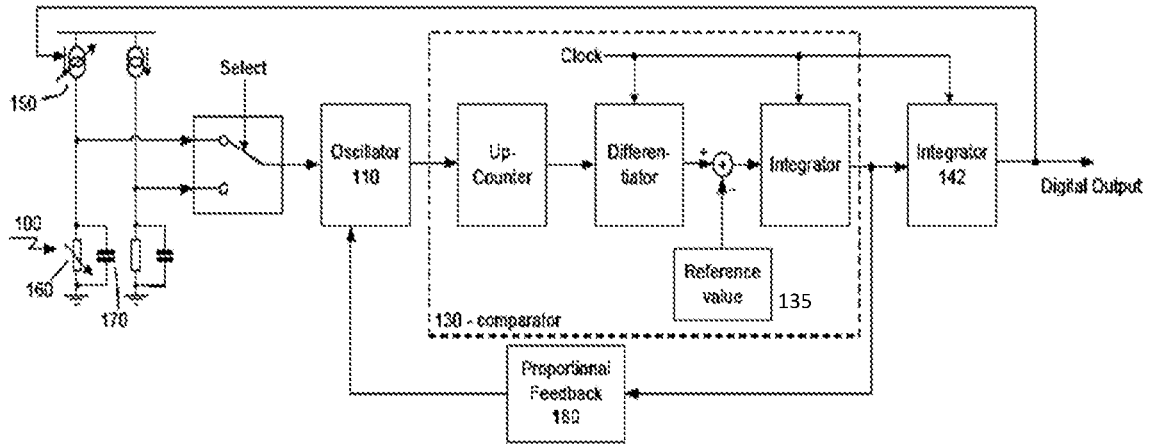 Clock
Select
150
Oscillator
110
Up-
Counter
Differen-
tiator
+
+
-
Integrator
Integrator
142
Digital Output
100
160
170
Reference
value
135
130 - comparator
Proportional
Feedback
180